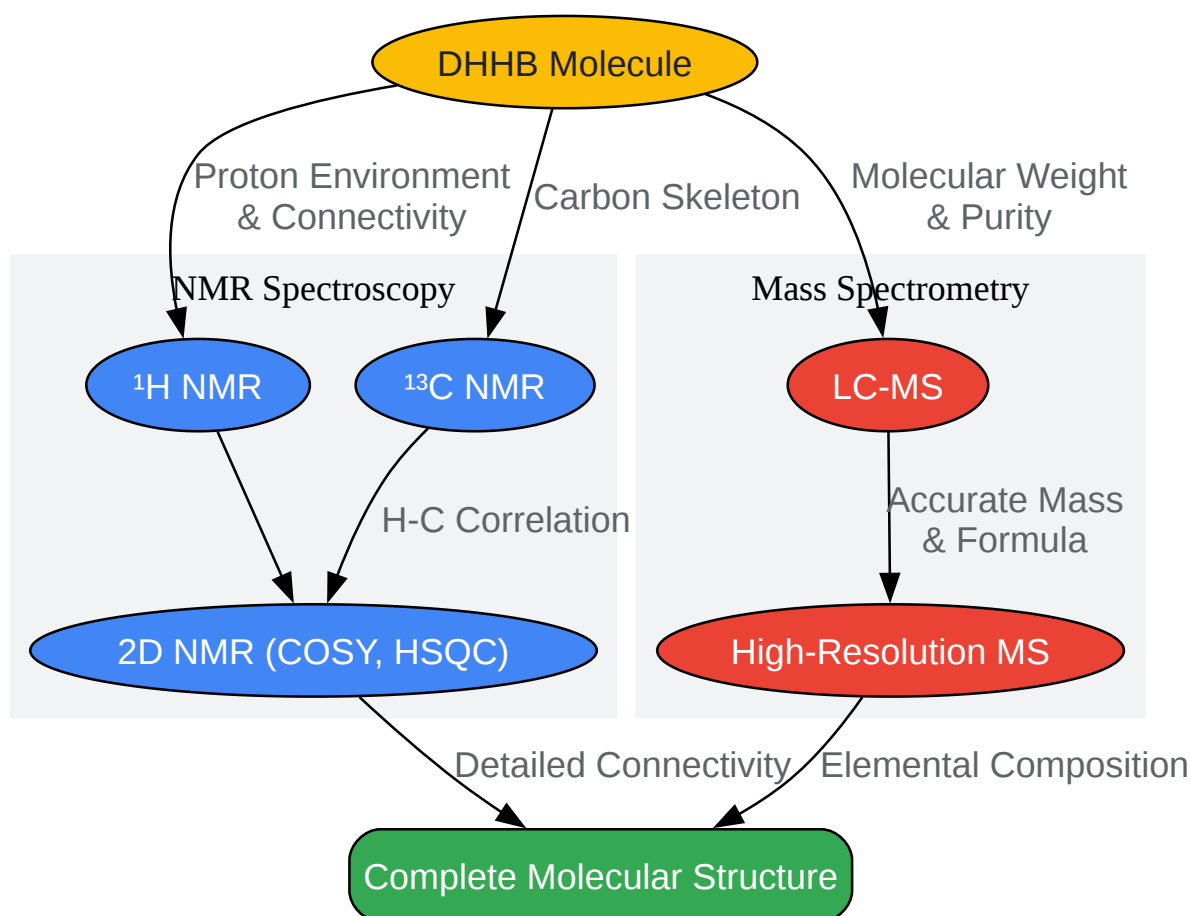 DHHB Molecule
Proton Environment
& Connectivity
Carbon Skeleton
Molecular Weight
& Purity
NMR Spectroscopy
Mass Spectrometry
¹H NMR
¹³C NMR
LC-MS
H-C Correlation
Accurate Mass
& Formula
2D NMR (COSY, HSQC)
High-Resolution MS
Detailed Connectivity
Elemental Composition
Complete Molecular Structure